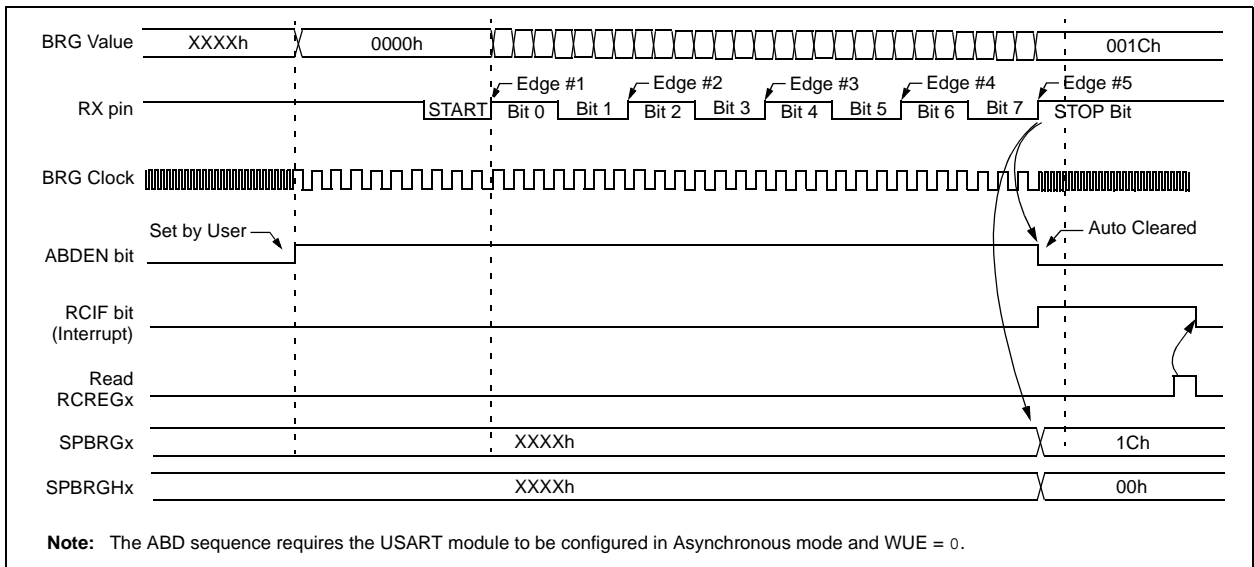 BRG Value XXXXh 0000h 001Ch
Edge #1 Edge #2 Edge #3 Edge #4 Edge #5
RX pin START Bit 0 Bit 1 Bit 2 Bit 3 Bit 4 Bit 5 Bit 6 Bit 7 STOP Bit
BRG Clock
Set by User Auto Cleared
ABDEN bit
RCIF bit
(Interrupt)
Read
RCREGx
SPBRGx XXXXh 1Ch
SPBRGHx XXXXh 00h
Note: The ABD sequence requires the USART module to be configured in Asynchronous mode and WUE = 0.